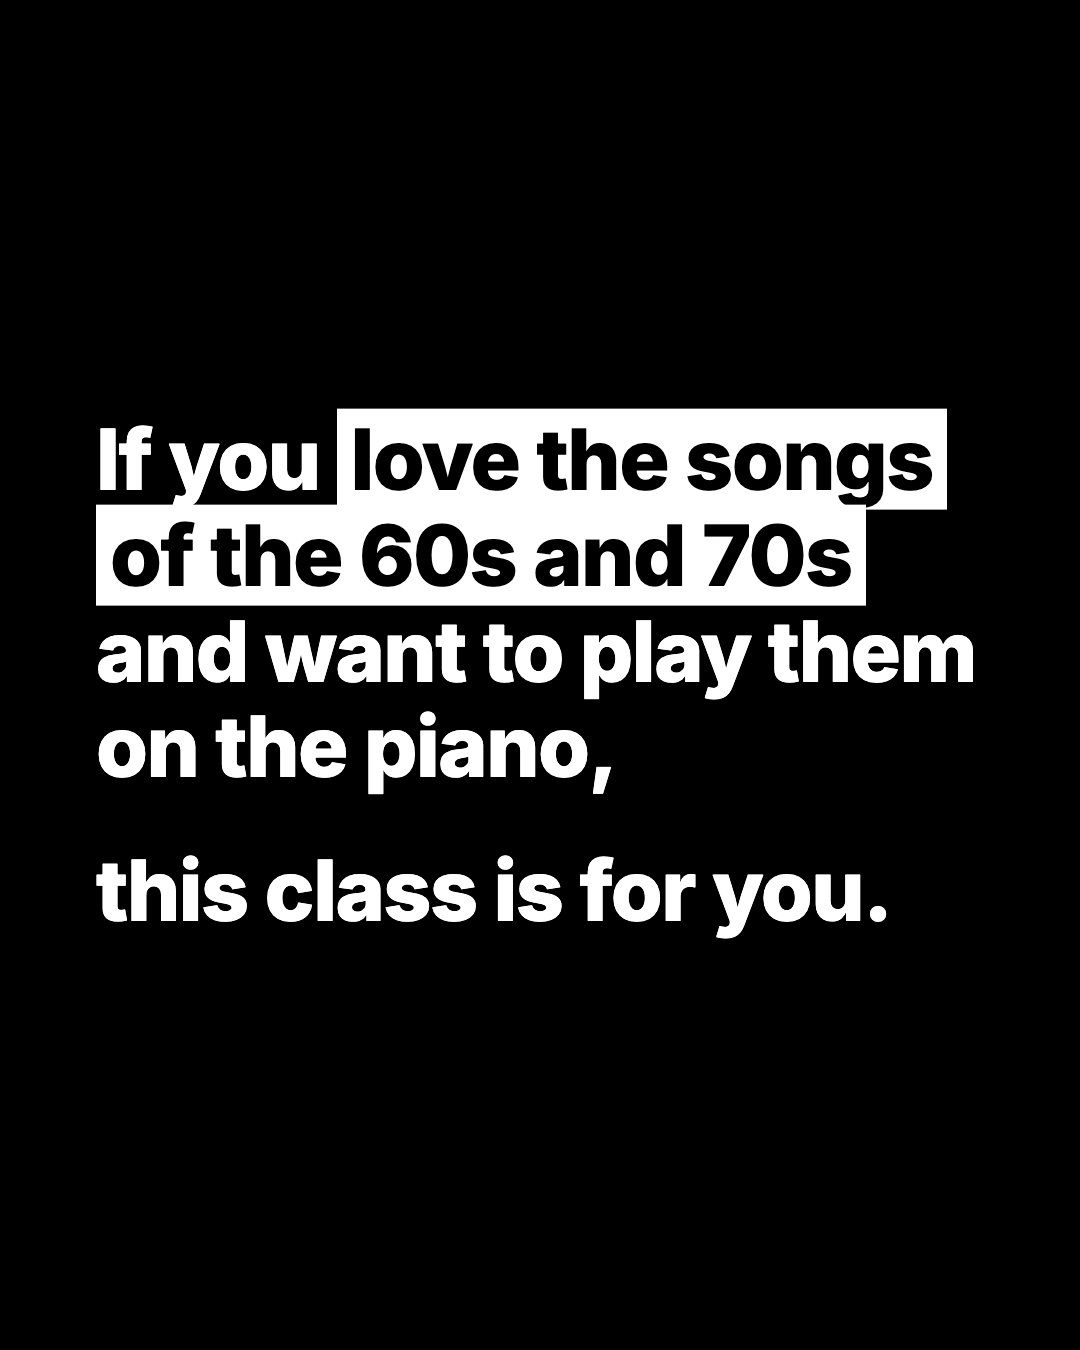 If you love the songs
of the 60s and 70s
and want to play them
on the piano,
this class is for you.